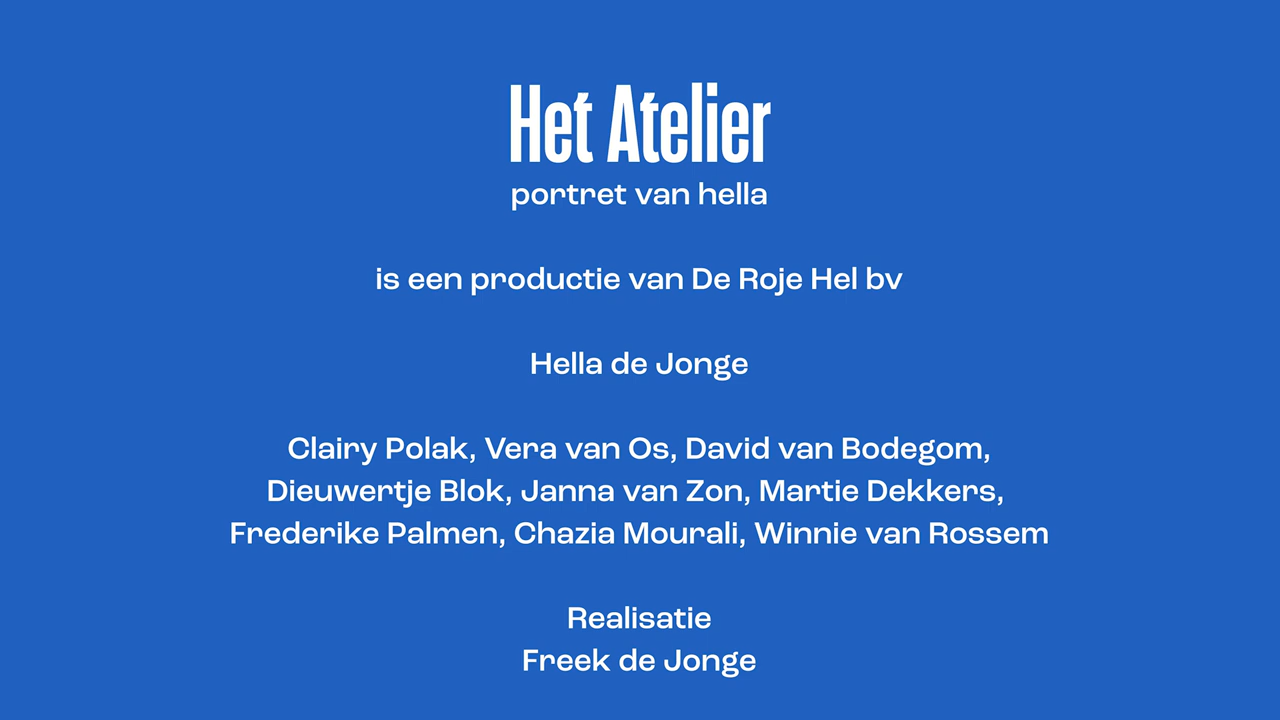 Het Atelier
portret van hella
is een productie van De Roje Hel bv
Hella de Jonge
Clairy Polak, Vera van Os, David van Bodegom,
Dieuwertje Blok, Janna van Zon, Martie Dekkers,
Frederike Palmen, Chazia Mourali, Winnie van Rossem
Realisatie
Freek de Jonge